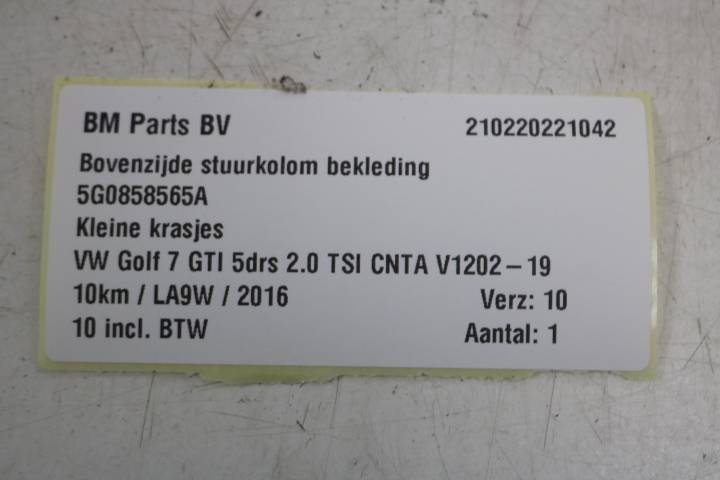 BM Parts BV 210220221042
Bovenzijde stuurkolom bekleding
5G0858565A
Kleine krasjes
VW Golf 7 GTI 5drs 2.0 TSI CNTA V1202-19
10km / LA9W / 2016 Verz: 10
10 incl. BTW Aantal: 1